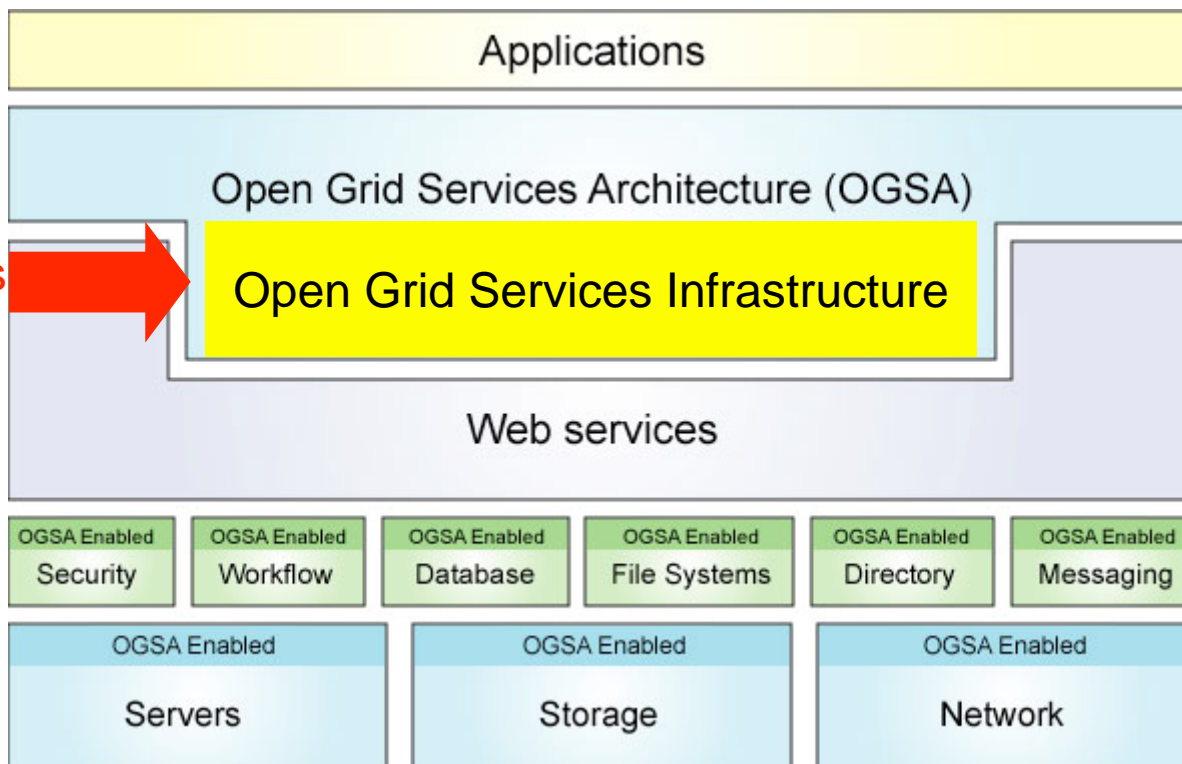 Applications
Open Grid Services Architecture (OGSA)
s
Open Grid Services Infrastructure
Web services
OGSA Enabled OGSA Enabled OGSA Enabled OGSA Enabled OGSA Enabled OGSA Enabled
Security Workflow Database File Systems Directory Messaging
OGSA Enabled OGSA Enabled OGSA Enabled
Servers Storage Network